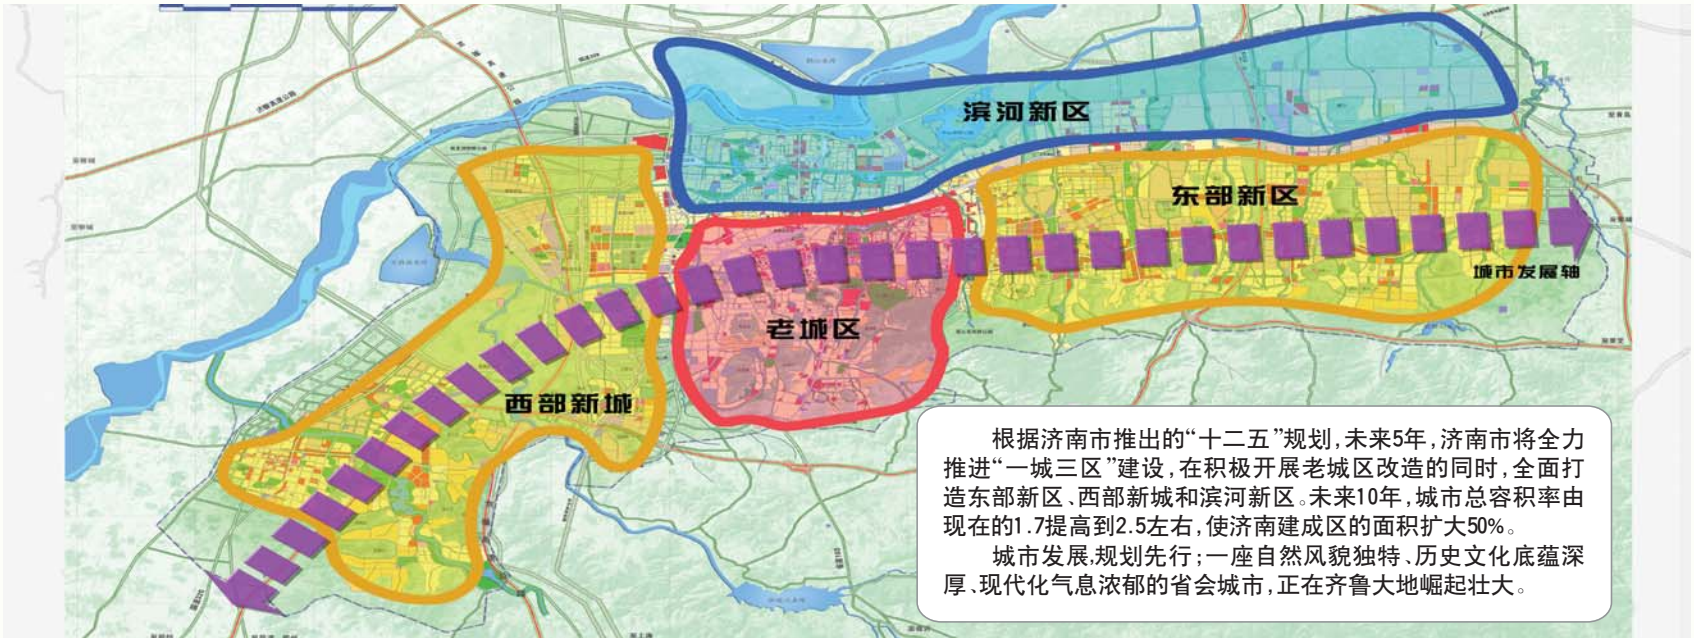 滨河新区
东部新区
城市发展轴
老城区
西部新城
根据济南市推出的“十二五”规划,未来5年,济南市将全力
推进“一城三区”建设,在积极开展老城区改造的同时,全面打
造东部新区、西部新城和滨河新区。未来10年,城市总容积率由
现在的1.7提高到2.5左右,使济南建成区的面积扩大50%。
城市发展,规划先行;一座自然风貌独特、历史文化底蕴深
厚、现代化气息浓郁的省会城市,正在齐鲁大地崛起壮大。